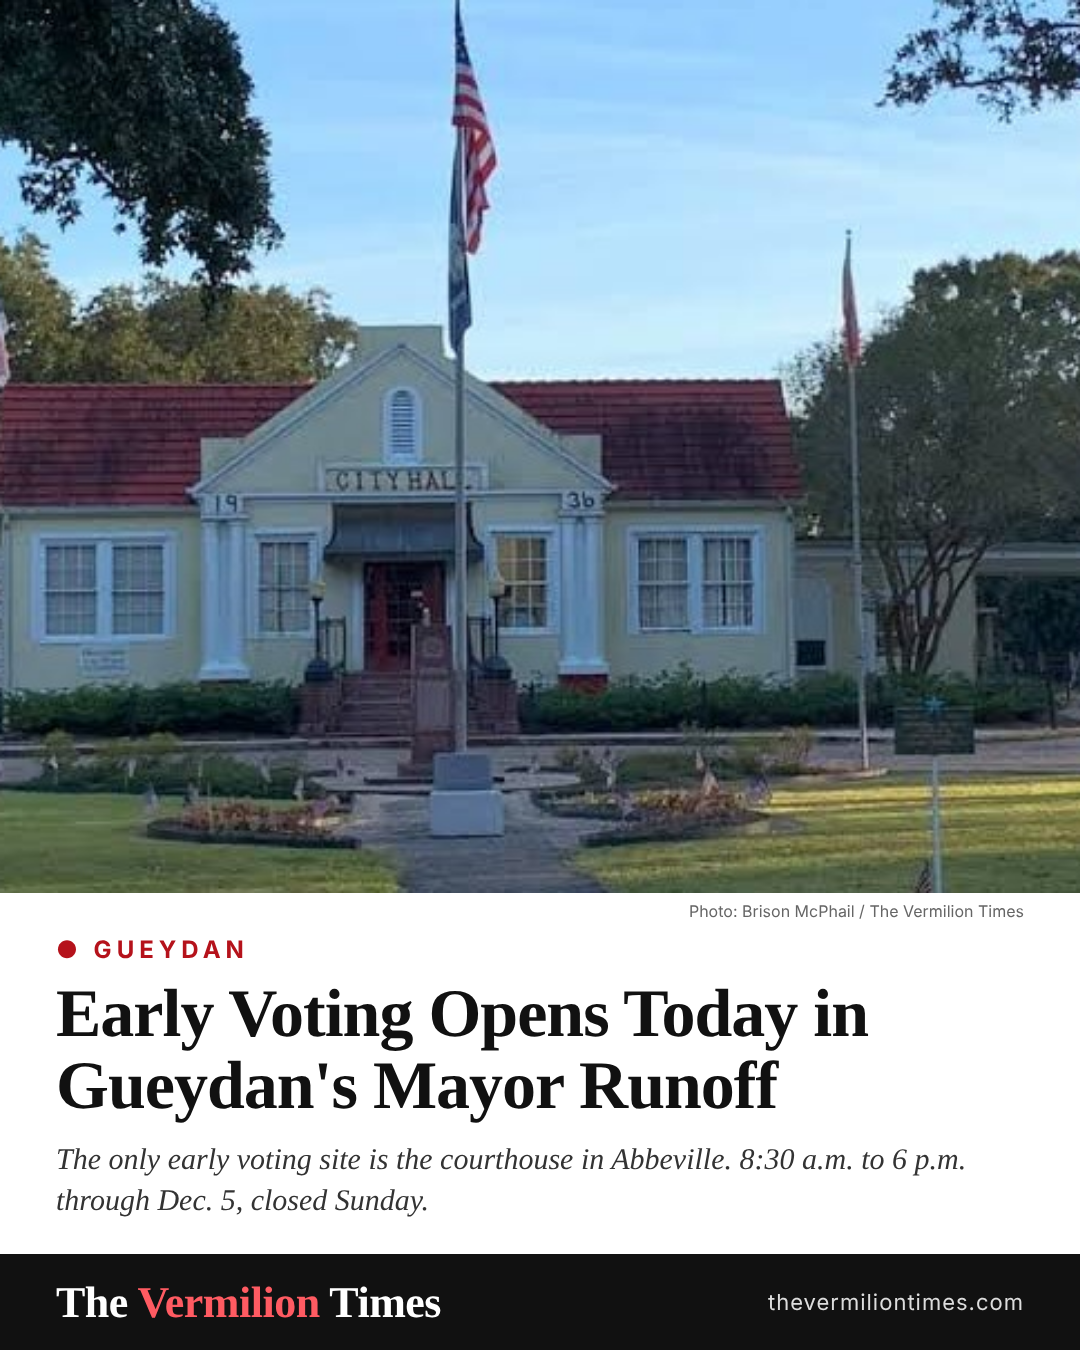 CITY HALL
19 36
Photo: Brison McPhail / The Vermilion Times
GUEYDAN
Early Voting Opens Today in
Gueydan's Mayor Runoff
The only early voting site is the courthouse in Abbeville. 8:30 a.m. to 6 p.m.
through Dec. 5, closed Sunday.
The Vermilion Times
thevermiliontimes.com